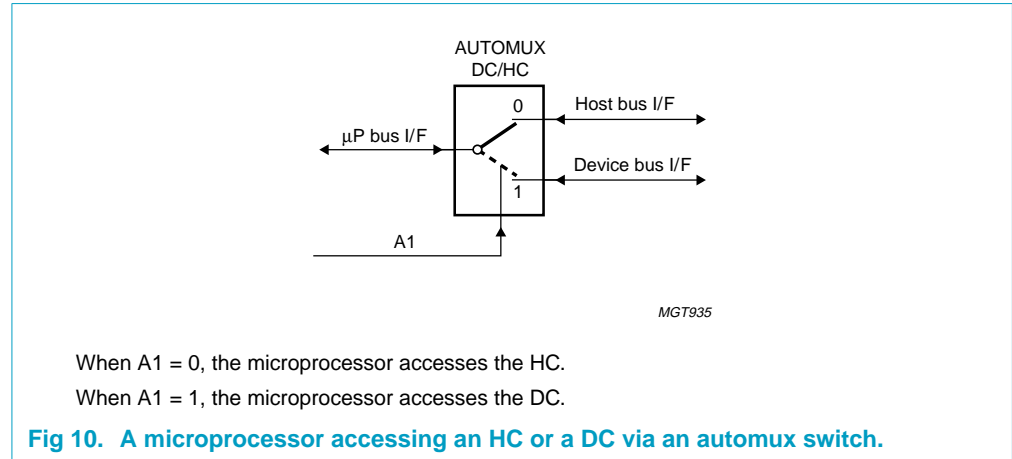 AUTOMUX
DC/HC
0
Host bus I/F
μP bus I/F
Device bus I/F
1
A1
MGT935
When A1 = 0, the microprocessor accesses the HC.
When A1 = 1, the microprocessor accesses the DC.
Fig 10. A microprocessor accessing an HC or a DC via an automux switch.